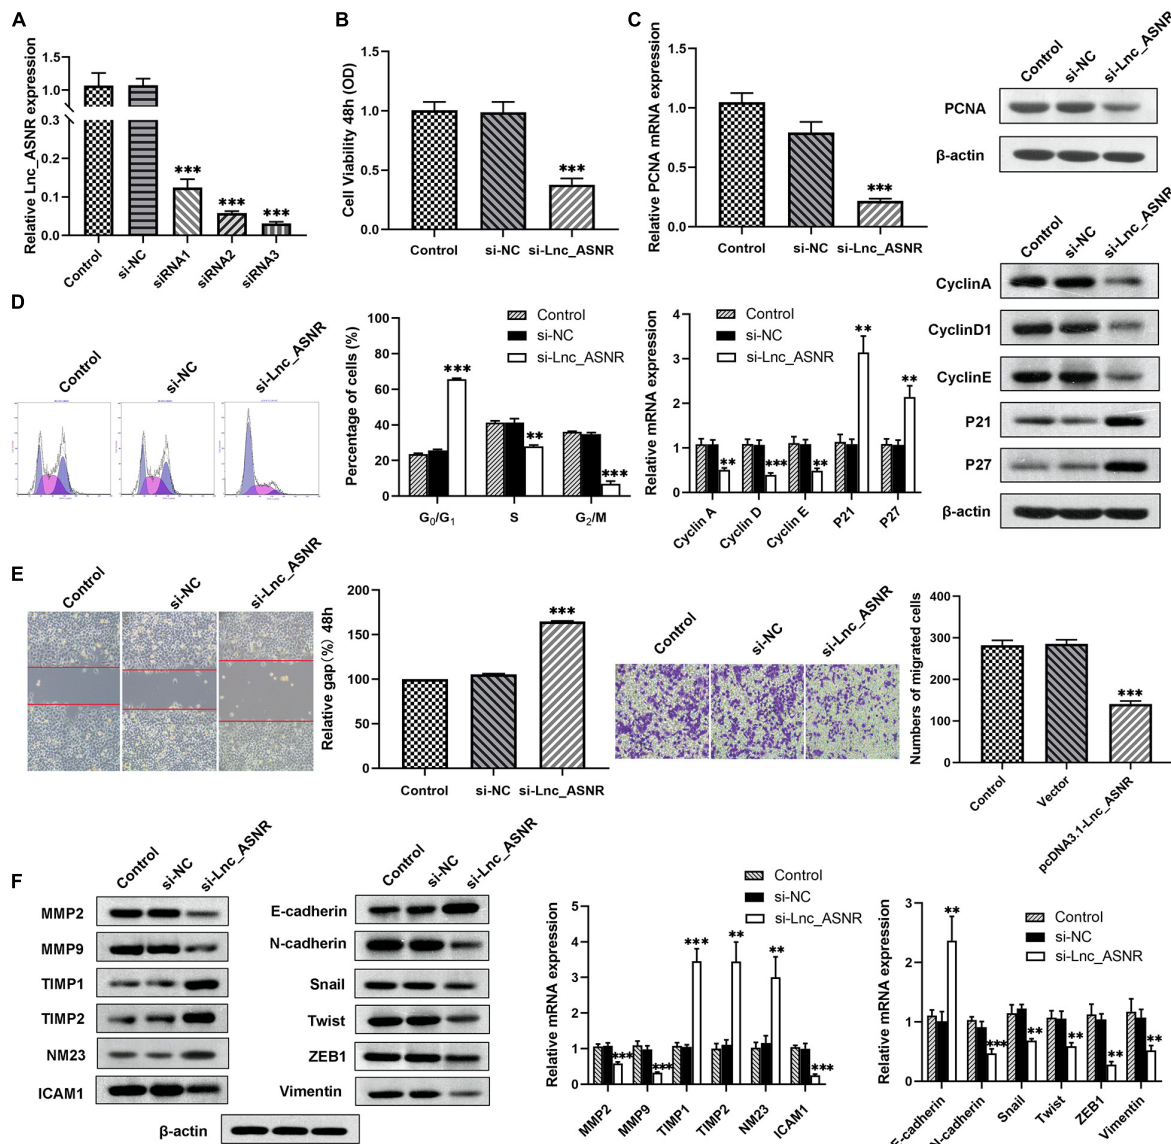 A
Relative Lnc_ASNR expression
1.5
1.0
0.3
0.2
0.1
0.0
***
***
***
Control
si-NC
siRNA1
siRNA2
siRNA3
B
Cell Viability 48h (OD)
1.5
1.0
0.5
0.0
***
Control
si-NC
si-Lnc_ASNR
C
Relative PCNA mRNA expression
1.5
1.0
0.5
0.0
***
Control
si-NC
si-Lnc_ASNR
Control
si-NC
si-Lnc_ASNR
PCNA
β-actin
D
Control
si-NC
si-Lnc_ASNR
Percentage of cells (%)
100
80
60
40
20
0
Control
si-NC
si-Lnc_ASNR
***
**
***
G0/G1
S
G2/M
Relative mRNA expression
4
3
2
1
0
Control
si-NC
si-Lnc_ASNR
**
***
**
**
**
Cyclin A
Cyclin D
Cyclin E
P21
P27
Control
si-NC
si-Lnc_ASNR
CyclinA
CyclinD1
CyclinE
P21
P27
β-actin
E
Control
si-NC
si-Lnc_ASNR
Relative gap(%) 48h
200
150
100
50
0
***
Control
si-NC
si-Lnc_ASNR
Control
si-NC
si-Lnc_ASNR
Numbers of migrated cells
400
300
200
100
0
***
Control
Vector
pcDNA3.1-Lnc_ASNR
F
Control
si-NC
si-Lnc_ASNR
MMP2
MMP9
TIMP1
TIMP2
NM23
ICAM1
β-actin
Control
si-NC
si-Lnc_ASNR
E-cadherin
N-cadherin
Snail
Twist
ZEB1
Vimentin
Relative mRNA expression
6
5
4
3
2
1
0
Control
si-NC
si-Lnc_ASNR
***
***
***
**
**
***
MMP2
MMP9
TIMP1
TIMP2
NM23
ICAM1
Relative mRNA expression
3
2
1
0
Control
si-NC
si-Lnc_ASNR
**
***
**
**
**
**
E-cadherin
N-cadherin
Snail
Twist
ZEB1
Vimentin